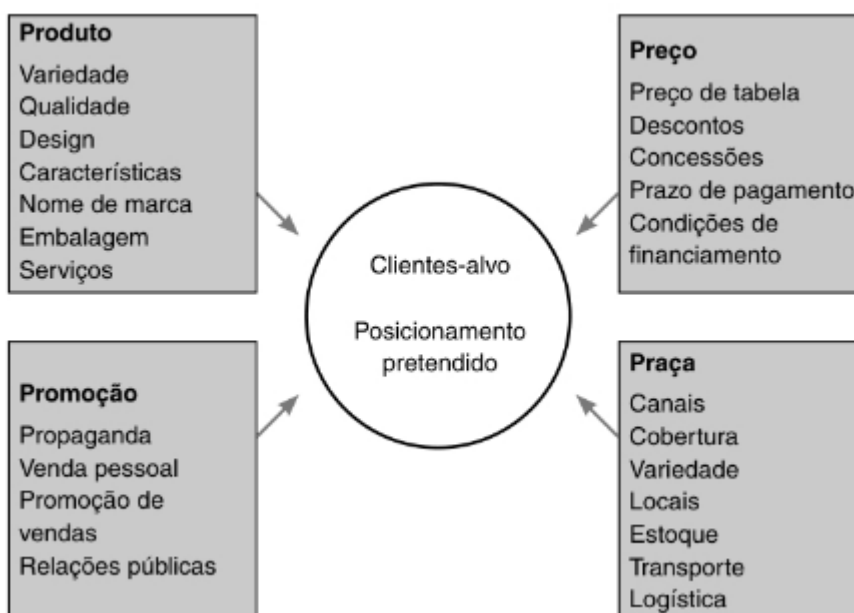 Produto
Variedade
Qualidade
Design
Características
Nome de marca
Embalagem
Serviços
Preço
Preço de tabela
Descontos
Concessões
Prazo de pagamento
Condições de
financiamento
Clientes-alvo
Posicionamento
pretendido
Promoção
Propaganda
Venda pessoal
Promoção de
vendas
Relações públicas
Praça
Canais
Cobertura
Variedade
Locais
Estoque
Transporte
Logística